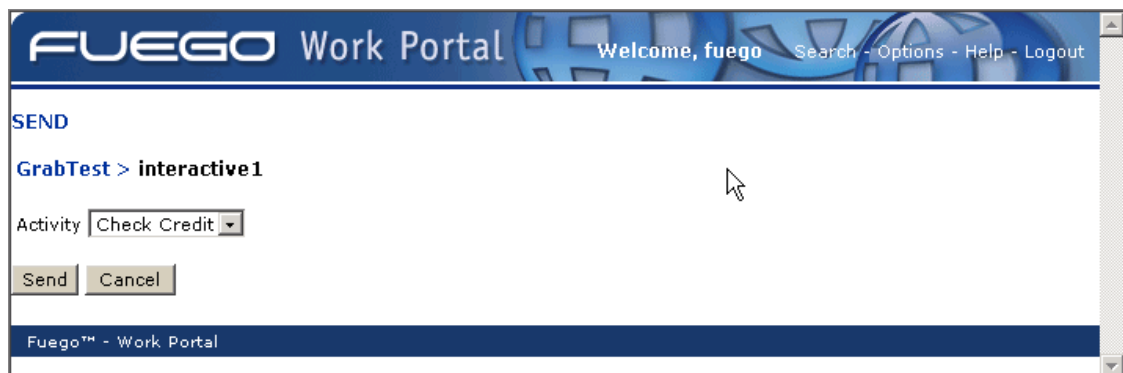 FUEGO Work Portal Welcome, fuego Search - Options - Help - Logout
SEND
GrabTest > interactive1
Activity Check Credit
Send Cancel
Fuego™ - Work Portal